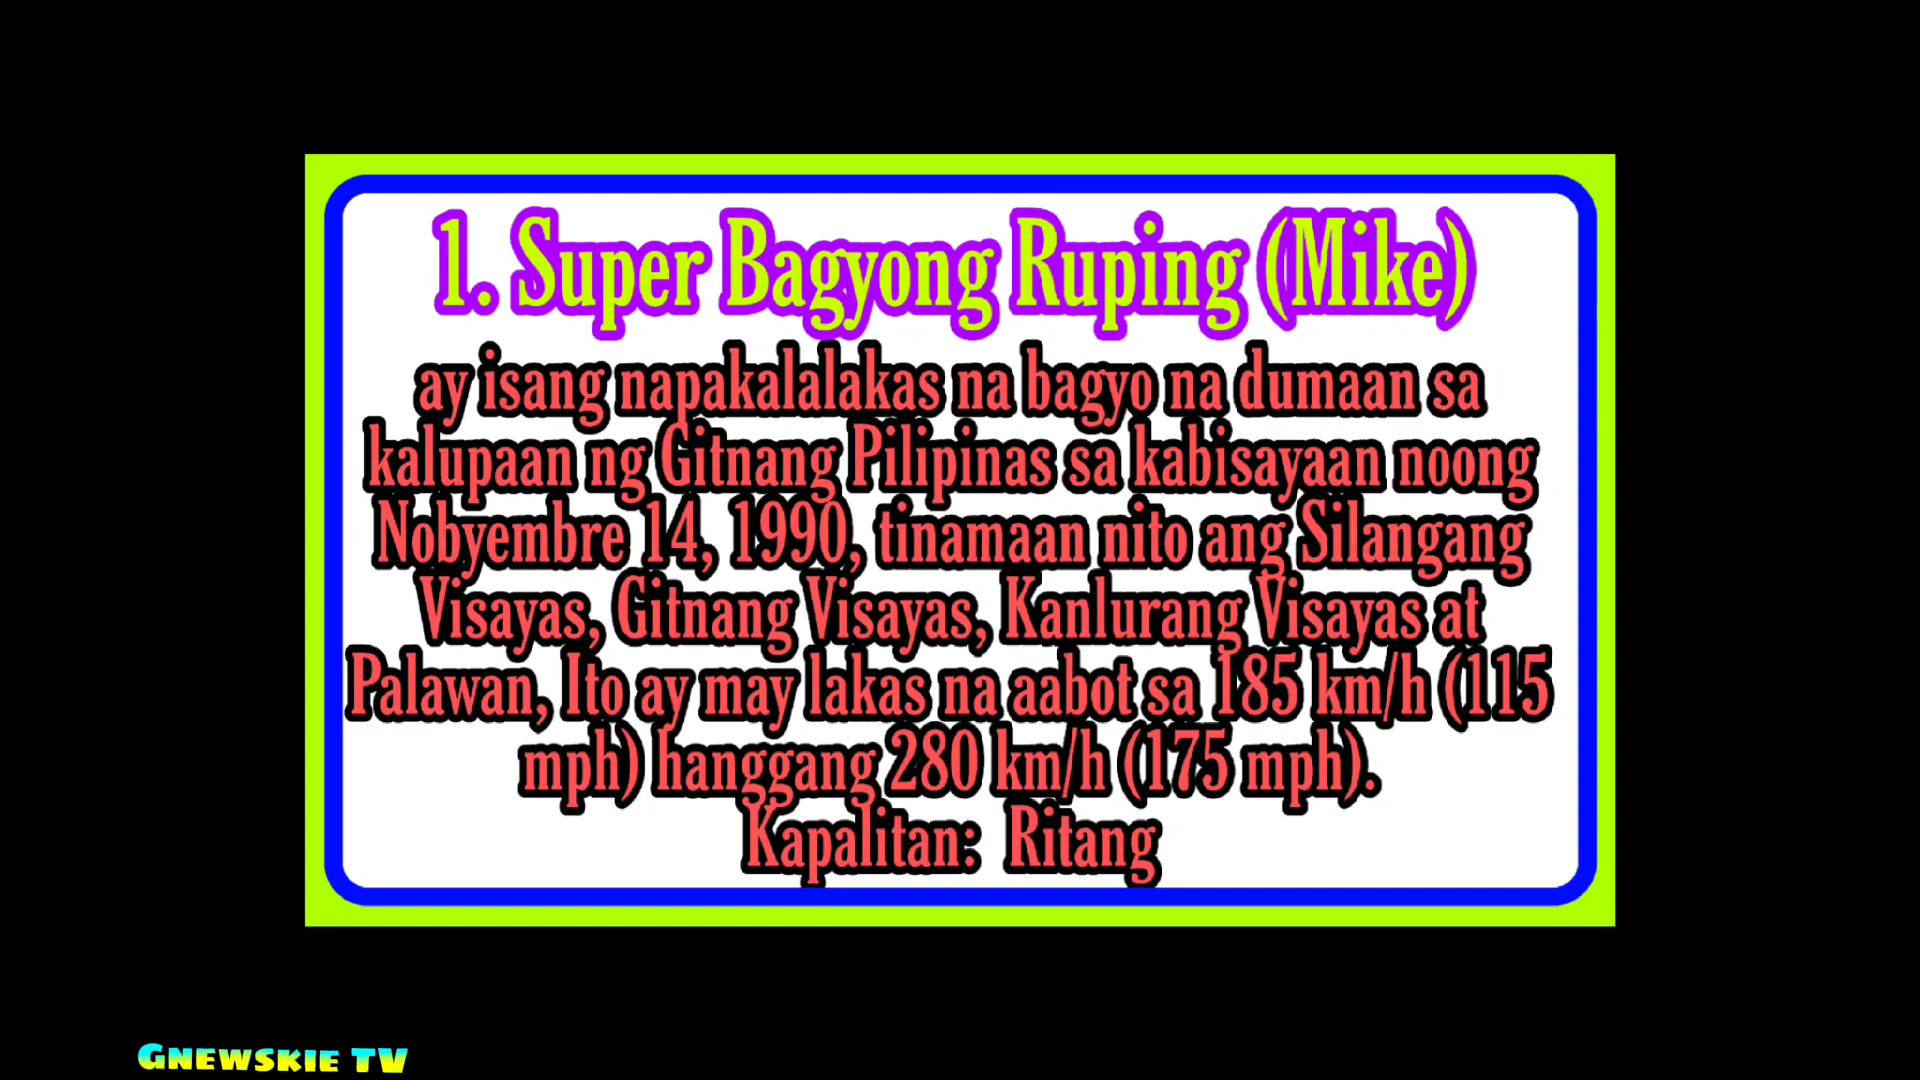 1. Super Bagyong Ruping (Mike)
ay isang napakalalakas na bagyo na dumaan sa
kalupaan ng Gitnang Pilipinas sa kabisayaan noong
Nobyembre 14, 1990, tinamaan nito ang Silangang
Visayas, Gitnang Visayas, Kanlurang Visayas at
Palawan, Ito ay may lakas na aabot sa 185 km/h (115
mph) hanggang 280 km/h (175 mph).
Kapalitan: Ritang
GNEWSKIE TV